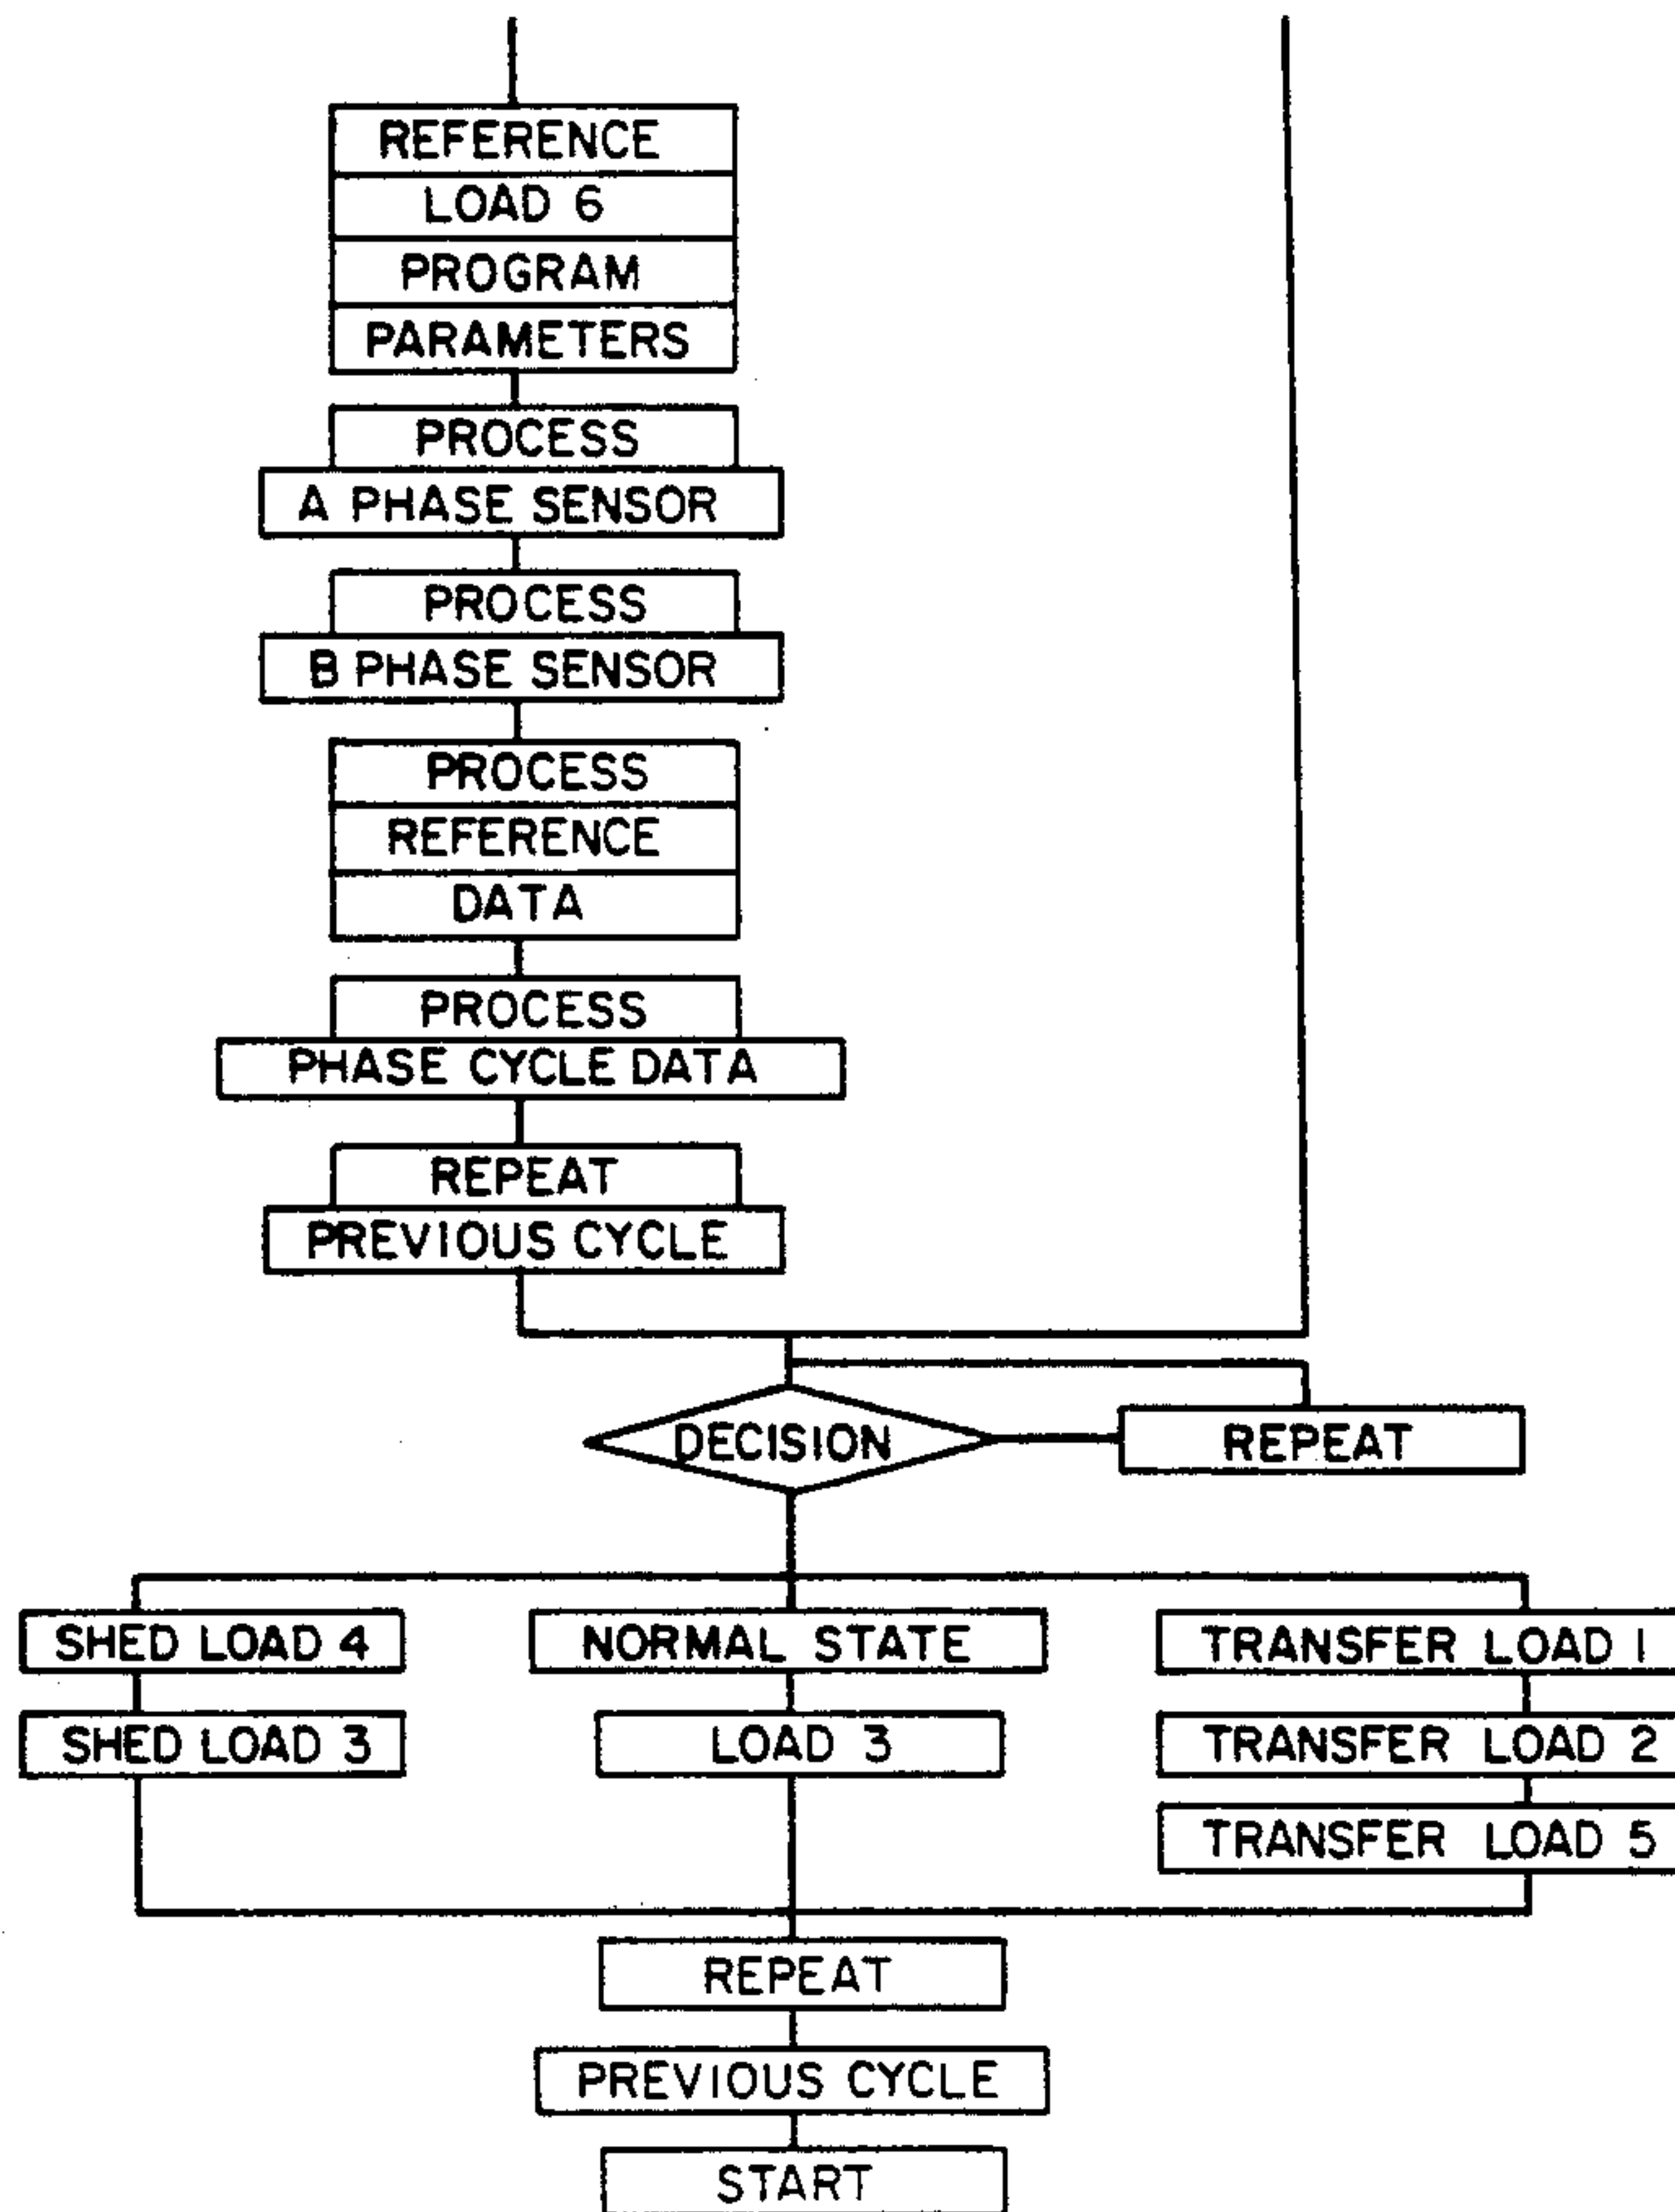 REFERENCE
LOAD 6
PROGRAM
PARAMETERS
PROCESS
A PHASE SENSOR
PROCESS
B PHASE SENSOR
PROCESS
REFERENCE
DATA
PROCESS
PHASE CYCLE DATA
REPEAT
PREVIOUS CYCLE
DECISION
REPEAT
SHED LOAD 4
SHED LOAD 3
NORMAL STATE
LOAD 3
TRANSFER LOAD 1
TRANSFER LOAD 2
TRANSFER LOAD 5
REPEAT
PREVIOUS CYCLE
START